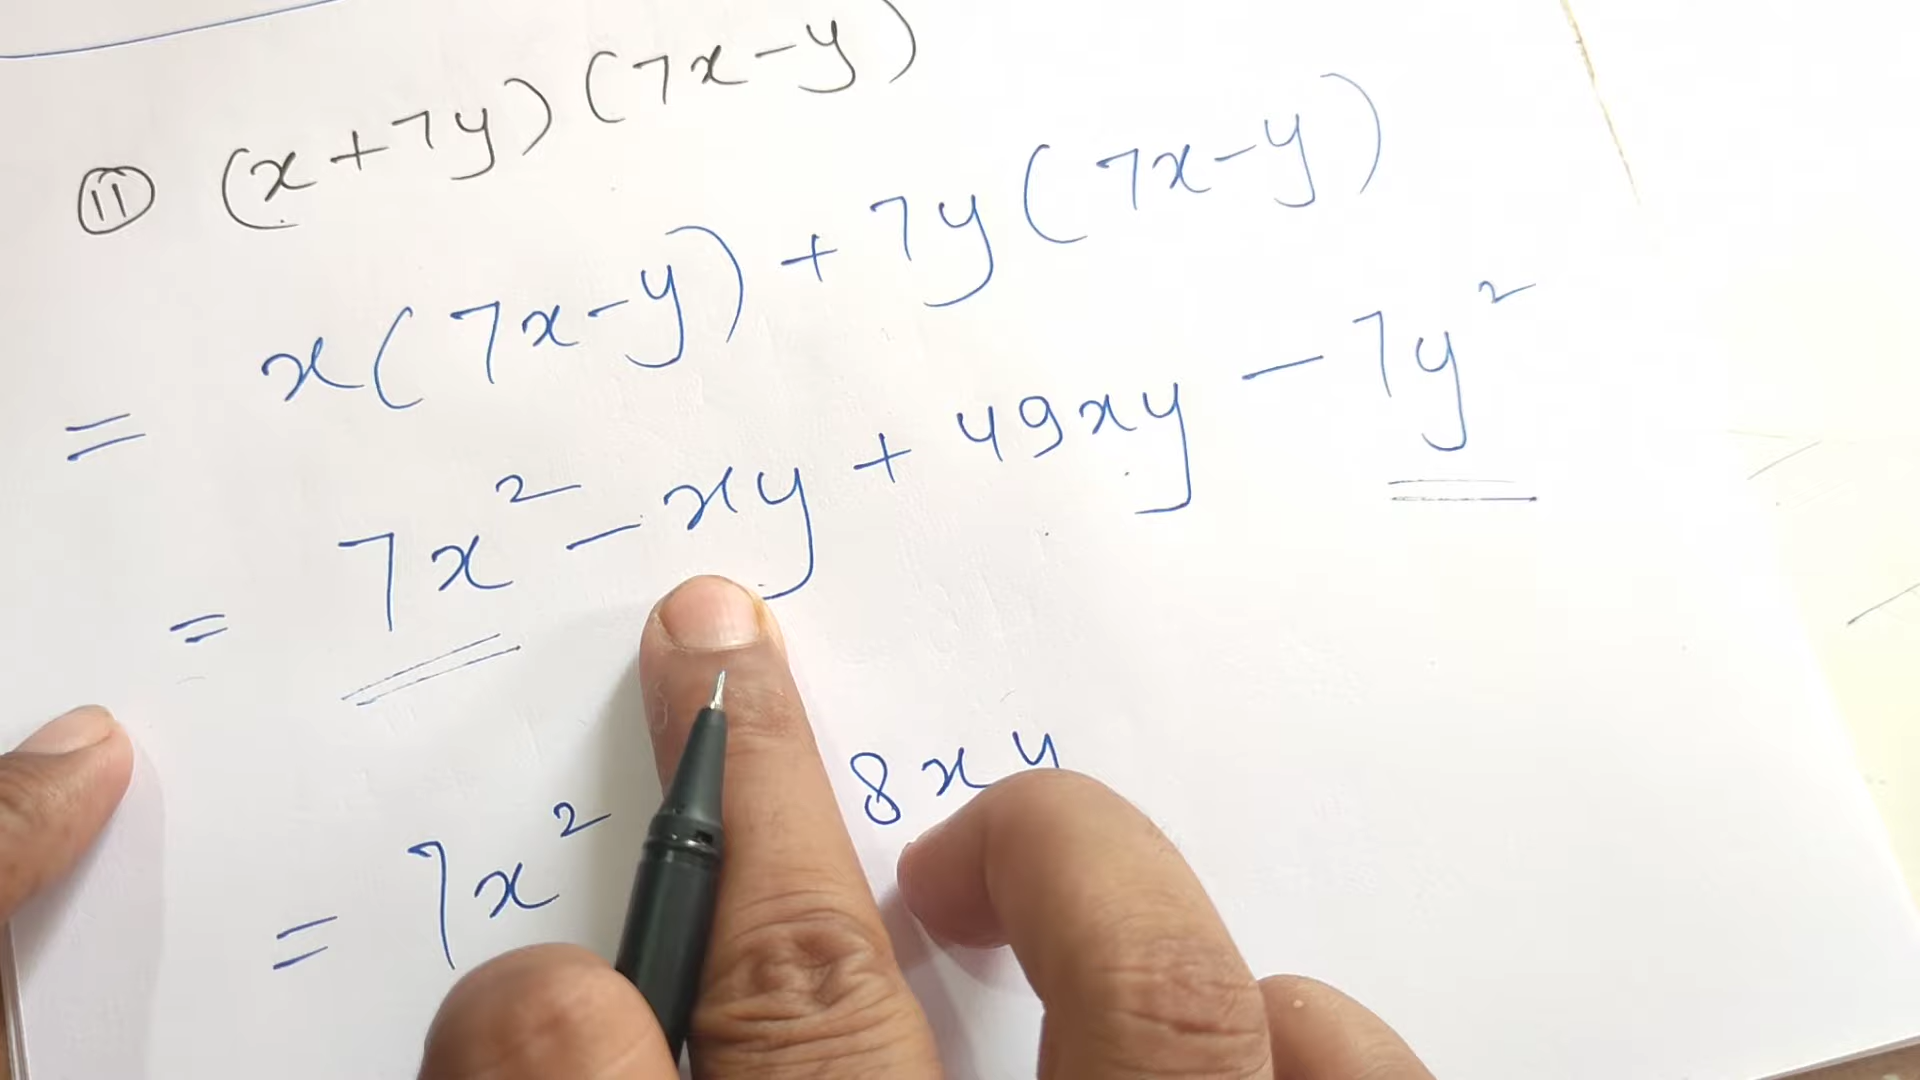 (ii) (x+7y)(7x-y)
= x(7x-y) + 7y(7x-y)
= 7x² - xy + 49xy - 7y²
= 7x² 8xy